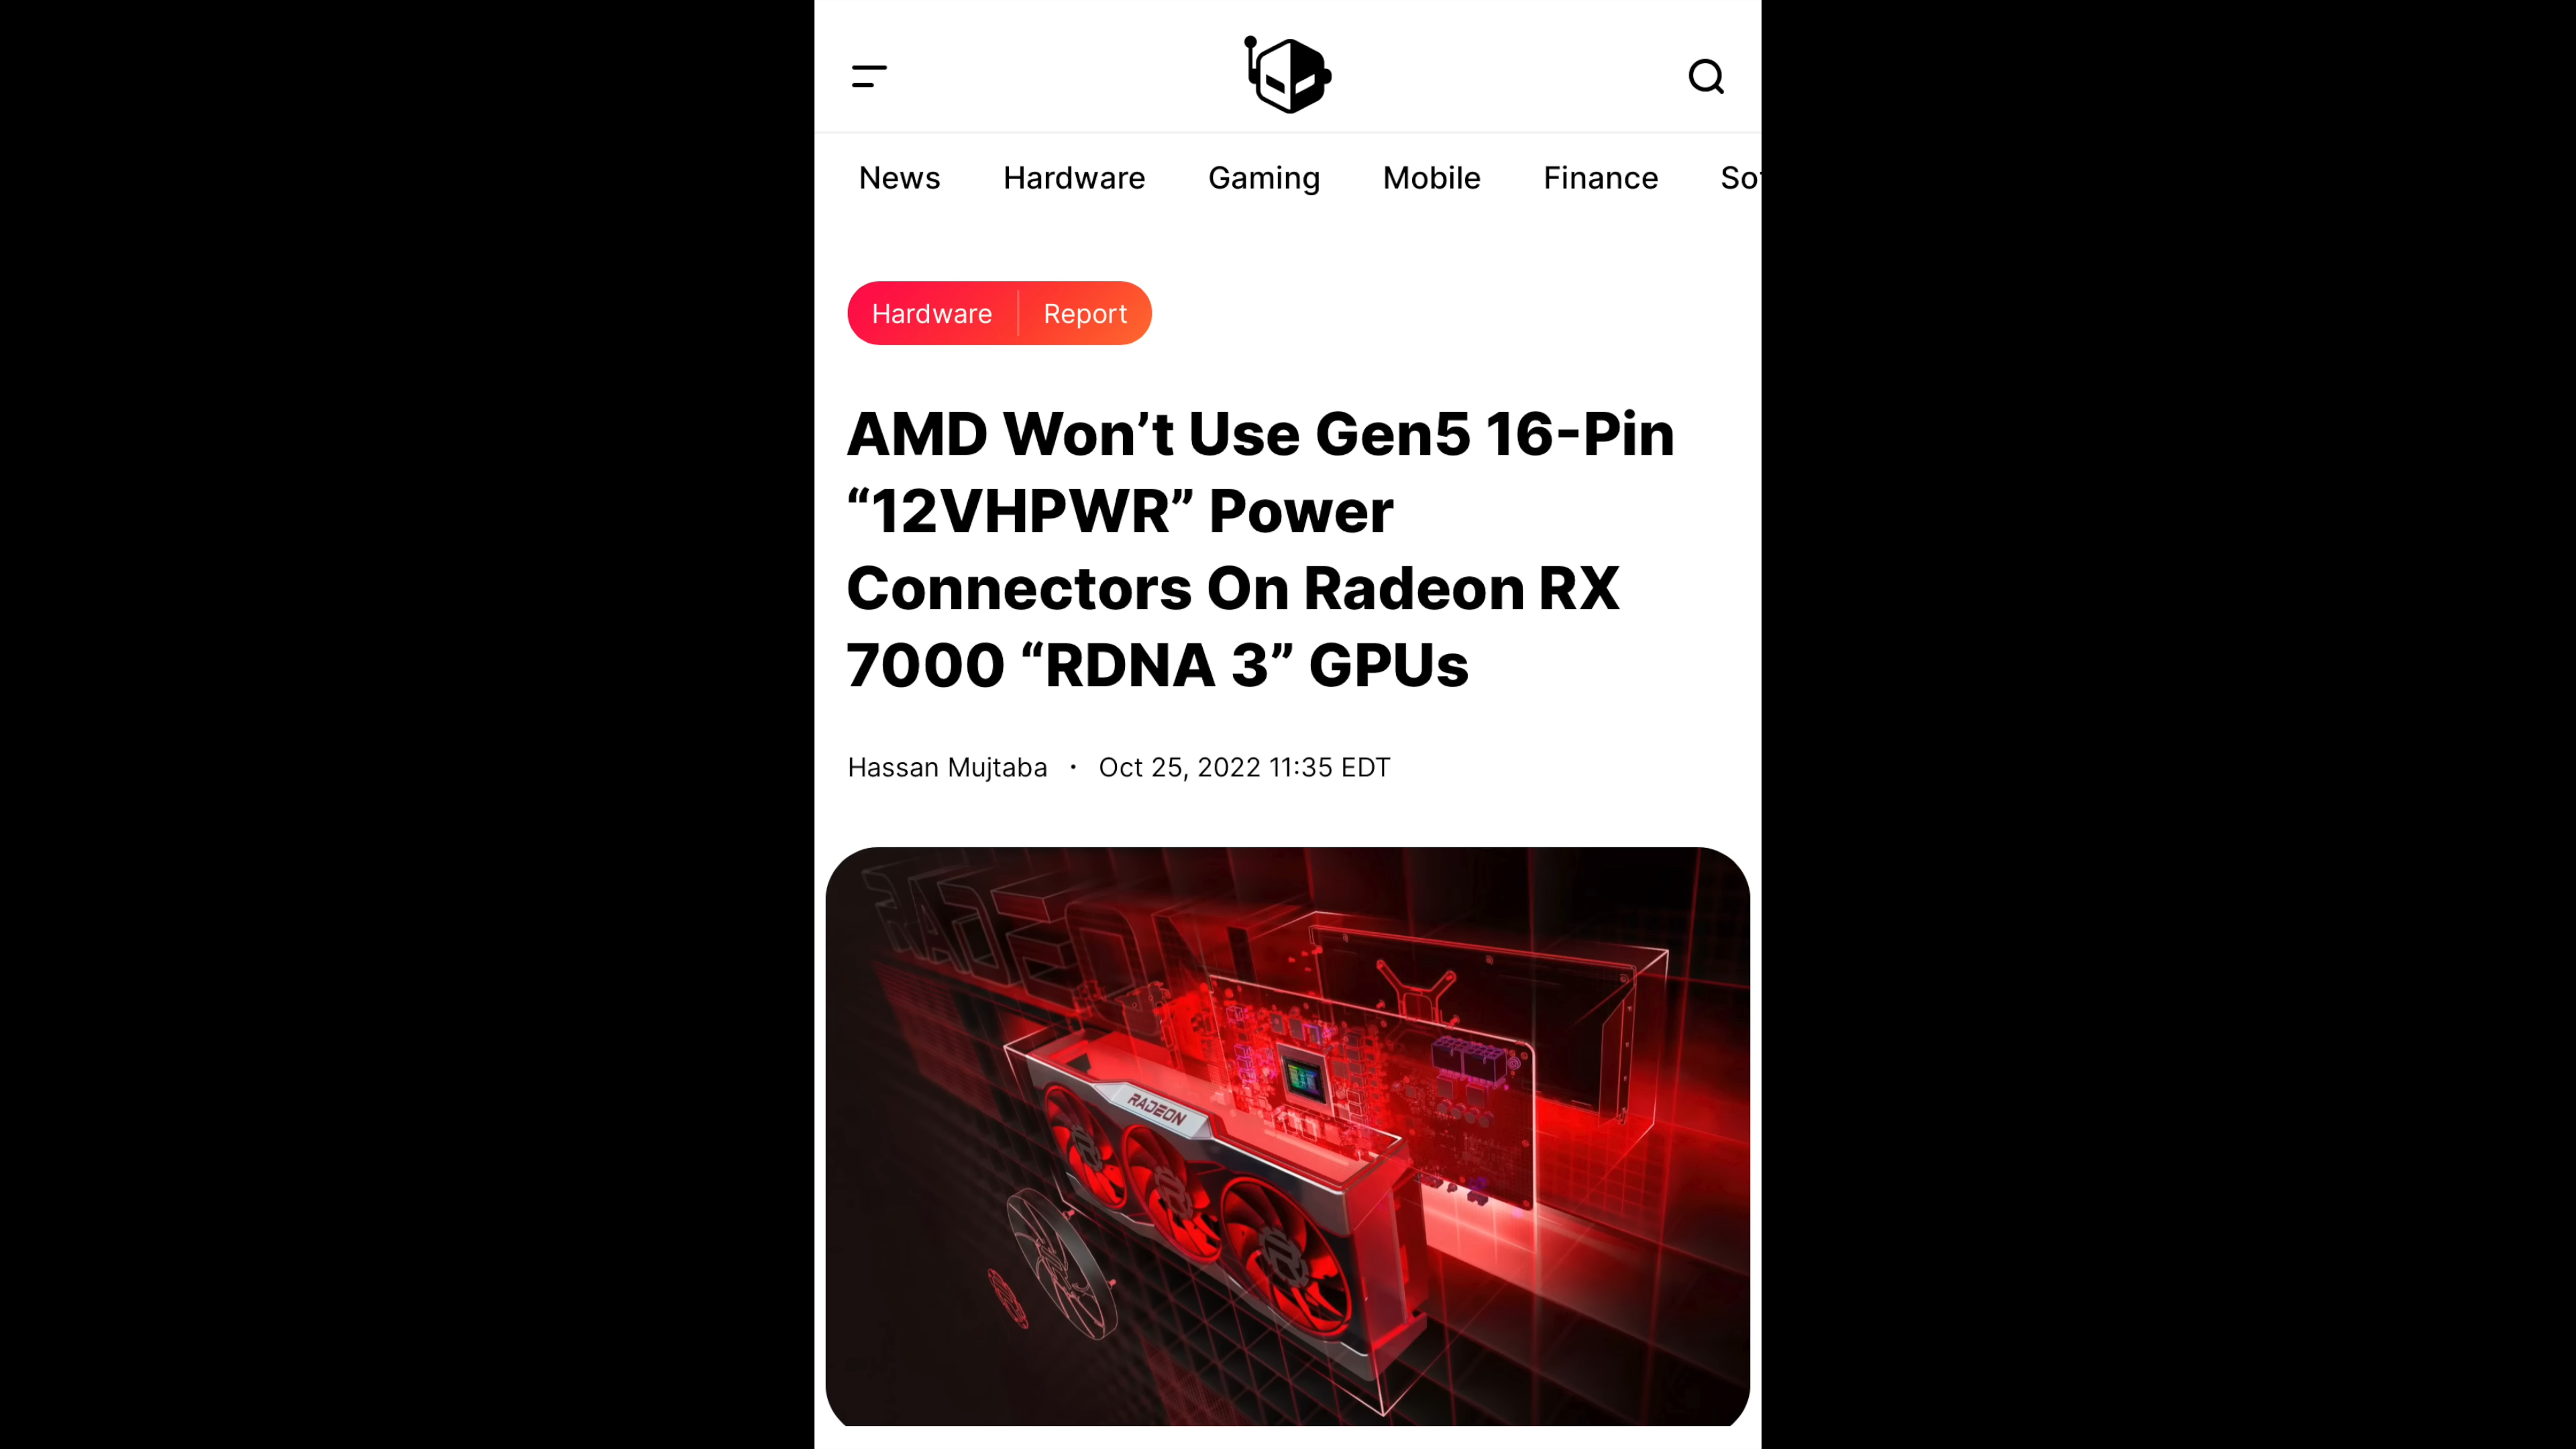 News Hardware Gaming Mobile Finance
Hardware Report
AMD Won’t Use Gen5 16-Pin
“12VHPWR” Power
Connectors On Radeon RX
7000 “RDNA 3” GPUs
Hassan Mujtaba · Oct 25, 2022 11:35 EDT
RADEON
RADEON